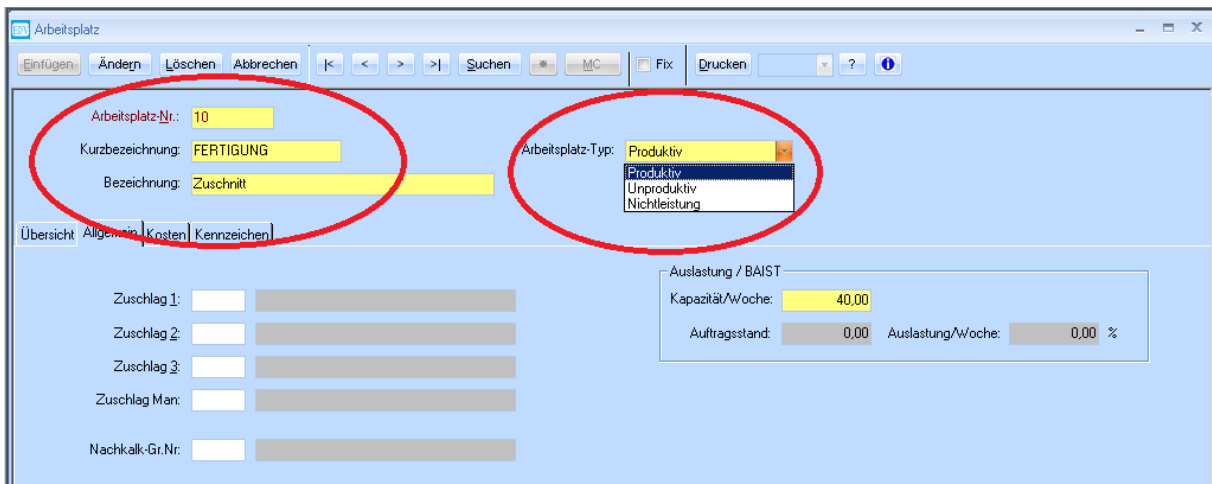 EDV Arbeitsplatz
Einfügen Ändern Löschen Abbrechen |< < > >| Suchen * MC Fix Drucken ? i
Arbeitsplatz-Nr.: 10
Kurzbezeichnung: FERTIGUNG Arbeitsplatz-Typ: Produktiv
Produktiv
Bezeichnung: Zuschnitt Unproduktiv
Nichtleistung
Übersicht Allgemein Kosten Kennzeichen
Auslastung / BAIST
Zuschlag 1: Kapazität/Woche: 40,00
Zuschlag 2: Auftragsstand: 0,00 Auslastung/Woche: 0,00 %
Zuschlag 3:
Zuschlag Man:
Nachkalk-Gr.Nr: